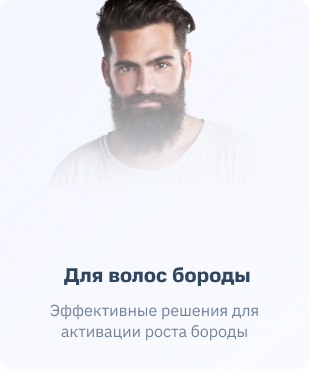 Для волос бороды
Эффективные решения для
активации роста бороды